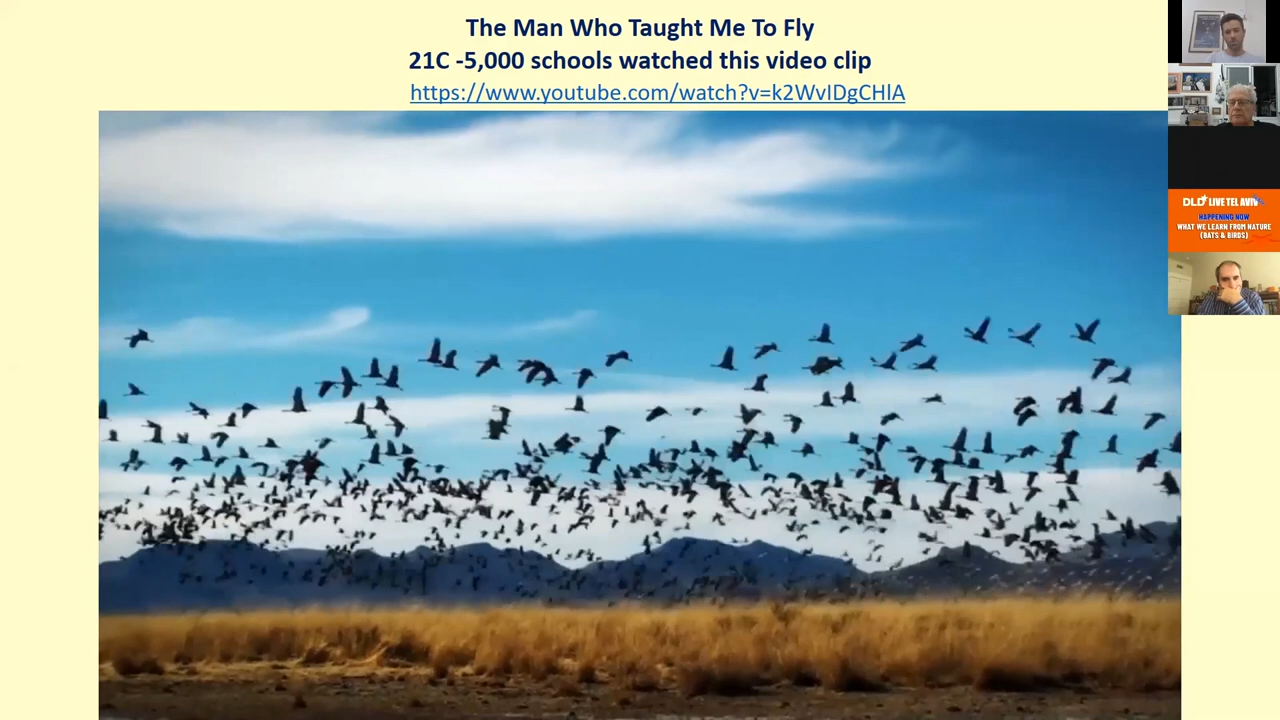 The Man Who Taught Me To Fly
21C -5,000 schools watched this video clip
https://www.youtube.com/watch?v=k2WvIDgCHlA
DLD LIVE TEL AVIV
HAPPENING NOW
WHAT WE LEARN FROM NATURE
(BATS & BIRDS)